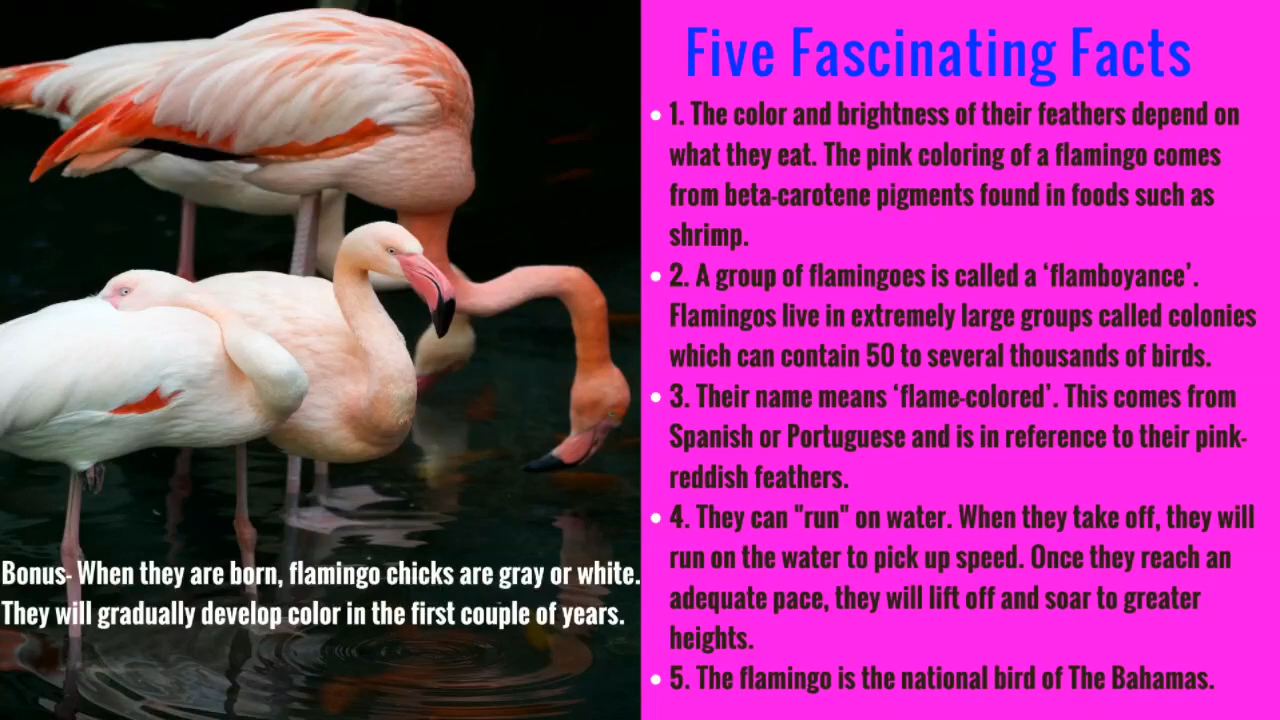 Five Fascinating Facts
• 1. The color and brightness of their feathers depend on
what they eat. The pink coloring of a flamingo comes
from beta-carotene pigments found in foods such as
shrimp.
• 2. A group of flamingoes is called a ‘flamboyance’.
Flamingos live in extremely large groups called colonies
which can contain 50 to several thousands of birds.
• 3. Their name means ‘flame-colored’. This comes from
Spanish or Portuguese and is in reference to their pink-
reddish feathers.
• 4. They can "run" on water. When they take off, they will
run on the water to pick up speed. Once they reach an
adequate pace, they will lift off and soar to greater
heights.
• 5. The flamingo is the national bird of The Bahamas.
Bonus- When they are born, flamingo chicks are gray or white.
They will gradually develop color in the first couple of years.